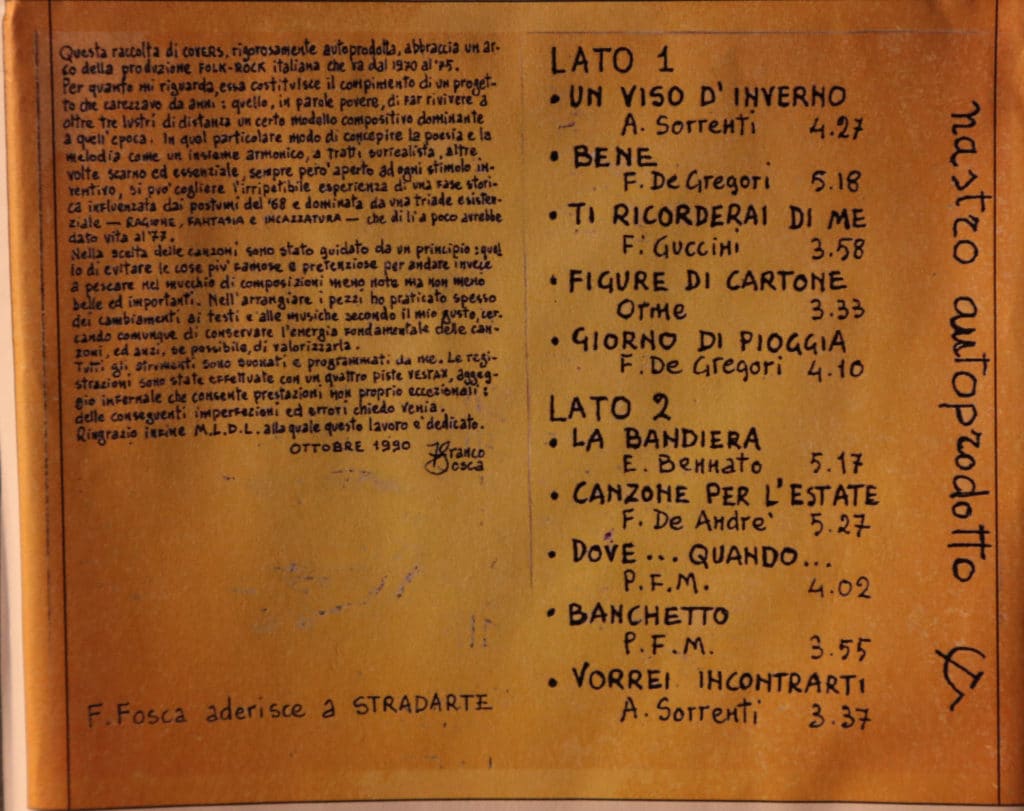 Questa raccolta di COVERS, rigorosamente autoprodotta, abbraccia un ar-
co della produzione FOLK-ROCK italiana che va dal 1970 al '75.
Per quanto mi riguarda, essa costituisce il compimento di un proget-
to che carezzavo da anni: quello, in parole povere, di far rivivere a
oltre tre lustri di distanza un certo modello compositivo dominante
a quell'epoca. In quel particolare modo di concepire la poesia e la
melodia come un insieme armonico, a tratti surrealista, altre
volte scarno ed essenziale, sempre pero' aperto ad ogni stimolo in-
ventivo, si puo' cogliere l'irripetibile esperienza di una fase stori-
ca influenzata dai postumi del '68 e dominata da una triade esisten-
ziale — RAGIONE, FANTASIA e INCAZZATURA — che di lì a poco avrebbe
dato vita al '77.
Nella scelta delle canzoni sono stato guidato da un principio: quel
lo di evitare le cose piu' famose e pretenziose per andare invece
a pescare nel mucchio di composizioni meno note ma non meno
belle ed importanti. Nell'arrangiare i pezzi ho praticato spesso
dei cambiamenti ai testi e alle musiche secondo il mio gusto, cer-
cando comunque di conservare l'energia fondamentale delle can-
zoni, ed anzi, se possibile, di valorizzarla.
Tutti gli strumenti sono suonati e programmati da me. Le regi-
strazioni sono state effettuate con un quattro piste VESTAX, aggeg-
gio infernale che consente prestazioni non proprio eccezionali:
delle conseguenti imperfezioni ed errori chiedo venia.
Ringrazio infine M.L.D.L. alla quale questo lavoro e' dedicato.
OTTOBRE 1990
Franco
Fosca
F. Fosca aderisce a STRADARTE
LATO 1
• UN VISO D'INVERNO
A. Sorrenti 4.27
• BENE
F. De Gregori 5.18
• TI RICORDERAI DI ME
F. Guccini 3.58
• FIGURE DI CARTONE
Orme 3.33
• GIORNO DI PIOGGIA
F. De Gregori 4.10
LATO 2
• LA BANDIERA
E. Bennato 5.17
• CANZONE PER L'ESTATE
F. De Andre' 5.27
• DOVE... QUANDO...
P.F.M. 4.02
• BANCHETTO
P.F.M. 3.55
• VORREI INCONTRARTI
A. Sorrenti 3.37
nastro autoprodotto